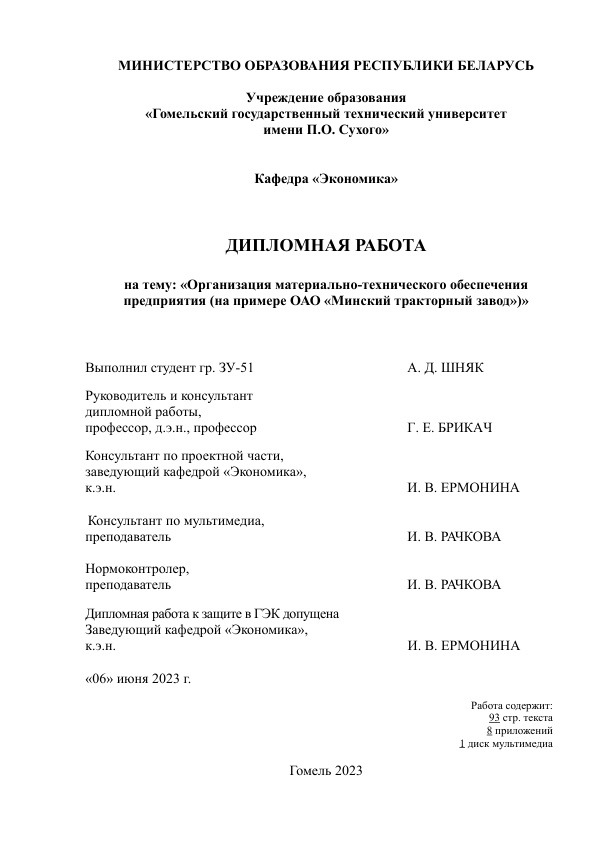 МИНИСТЕРСТВО ОБРАЗОВАНИЯ РЕСПУБЛИКИ БЕЛАРУСЬ
Учреждение образования
«Гомельский государственный технический университет
имени П.О. Сухого»
Кафедра «Экономика»
ДИПЛОМНАЯ РАБОТА
на тему: «Организация материально-технического обеспечения
предприятия (на примере ОАО «Минский тракторный завод»)»
Выполнил студент гр. ЗУ-51 А. Д. ШНЯК
Руководитель и консультант
дипломной работы,
профессор, д.э.н., профессор Г. Е. БРИКАЧ
Консультант по проектной части,
заведующий кафедрой «Экономика»,
к.э.н. И. В. ЕРМОНИНА
Консультант по мультимедиа,
преподаватель И. В. РАЧКОВА
Нормоконтролер,
преподаватель И. В. РАЧКОВА
Дипломная работа к защите в ГЭК допущена
Заведующий кафедрой «Экономика»,
к.э.н. И. В. ЕРМОНИНА
«06» июня 2023 г.
Работа содержит:
93 стр. текста
8 приложений
1 диск мультимедиа
Гомель 2023